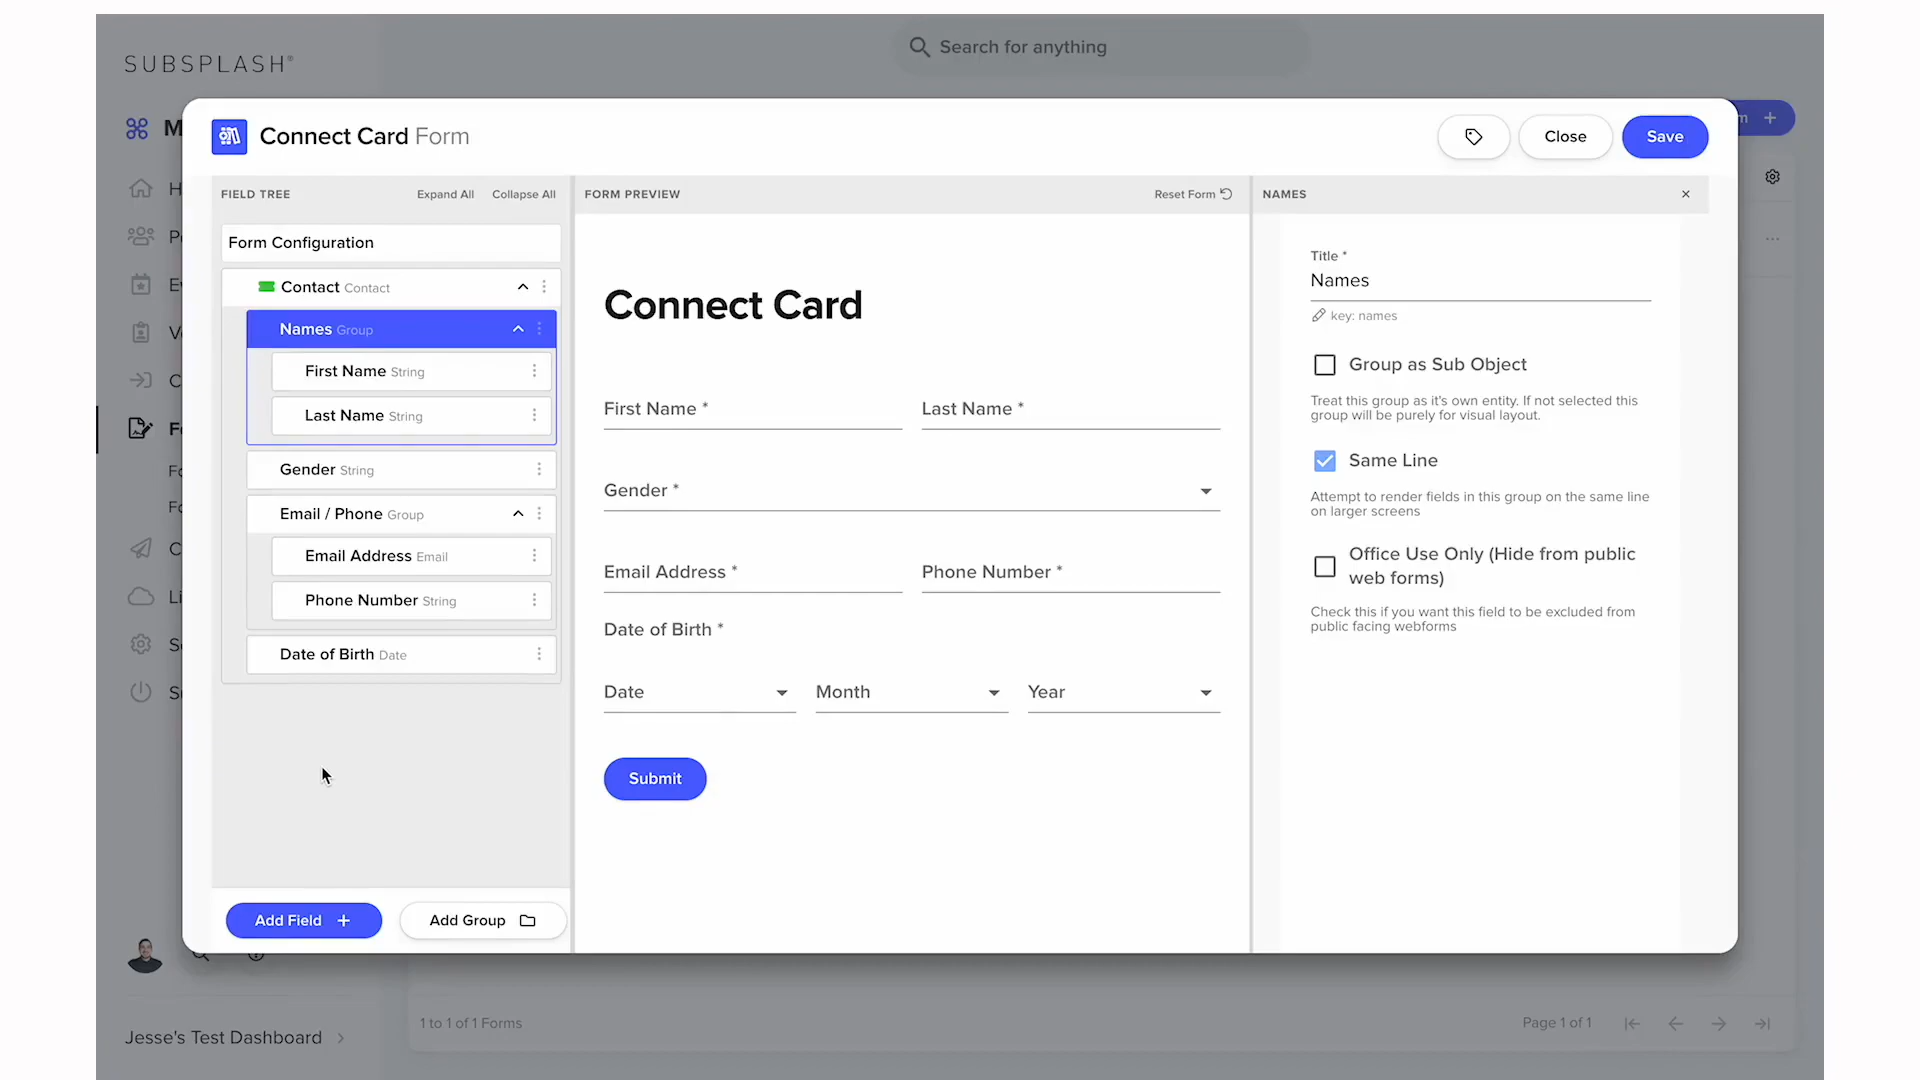 SUBSPLASH®
Search for anything
M
Connect Card Form
Close
Save
m
FIELD TREE
Expand All
Collapse All
FORM PREVIEW
Reset Form
NAMES
Form Configuration
Contact Contact
Names Group
First Name String
Last Name String
Gender String
Email / Phone Group
Email Address Email
Phone Number String
Date of Birth Date
Add Field
Add Group
Connect Card
First Name *
Last Name *
Gender *
Email Address *
Phone Number *
Date of Birth *
Date
Month
Year
Submit
Title *
Names
key: names
Group as Sub Object
Treat this group as it's own entity. If not selected this
group will be purely for visual layout.
Same Line
Attempt to render fields in this group on the same line
on larger screens
Office Use Only (Hide from public
web forms)
Check this if you want this field to be excluded from
public facing webforms
Jesse's Test Dashboard
1 to 1 of 1 Forms
Page 1 of 1